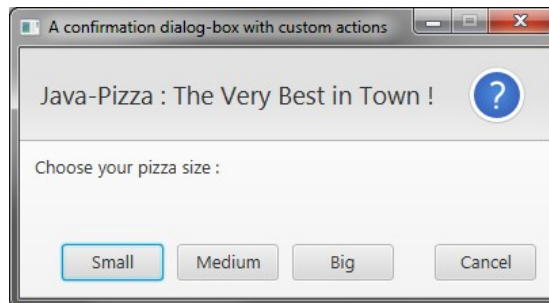 A confirmation dialog-box with custom actions
Java-Pizza : The Very Best in Town !
?
Choose your pizza size :
Small Medium Big Cancel